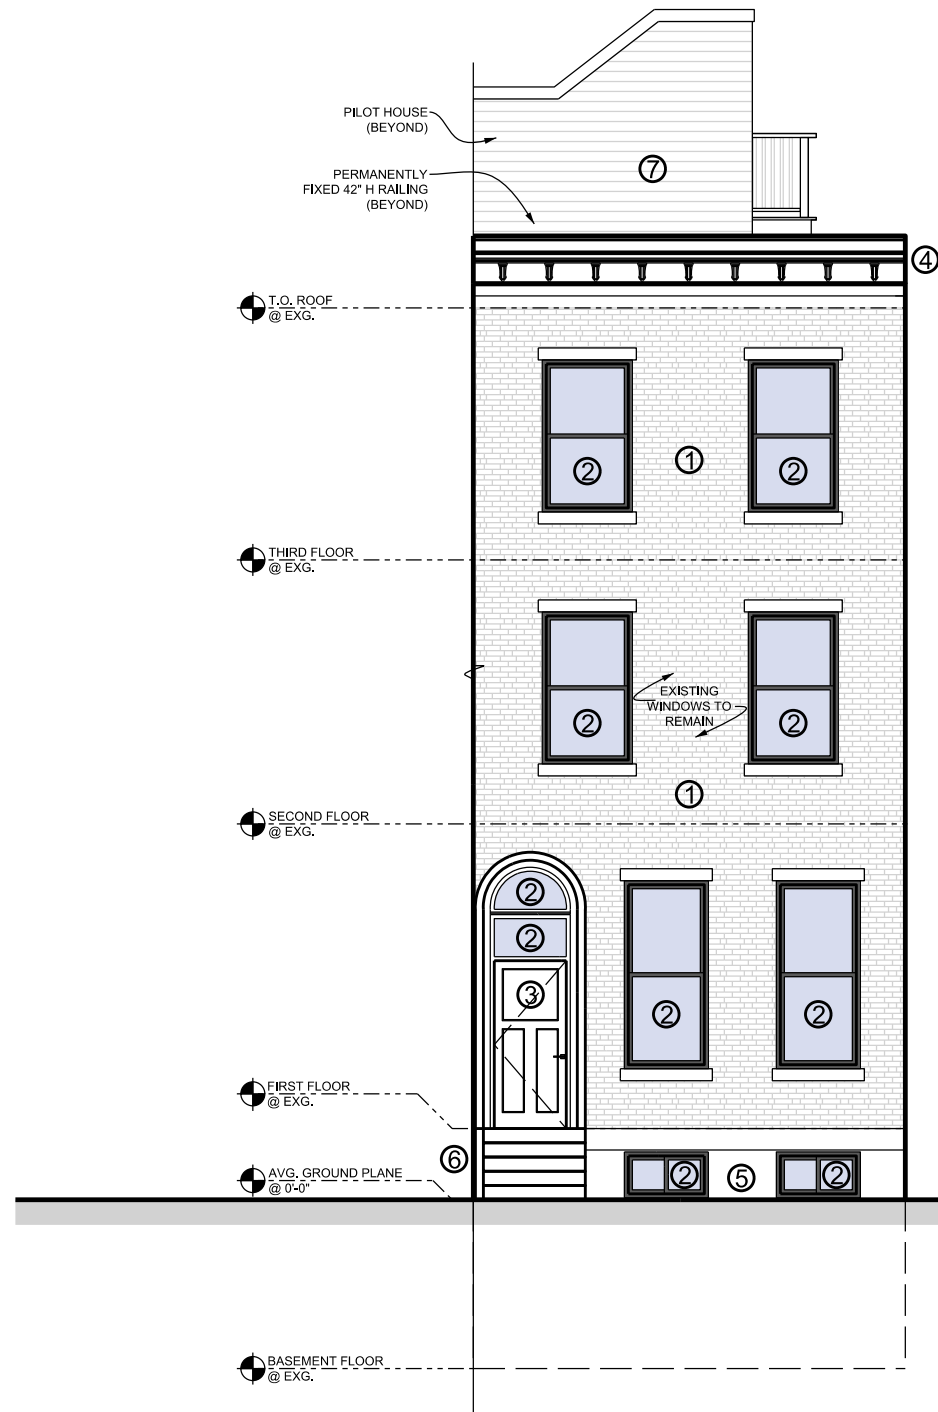 PILOT HOUSE
(BEYOND)
7
PERMANENTLY
FIXED 42" H RAILING
(BEYOND)
4
T.O. ROOF
@ EXG.
1
2 2
THIRD FLOOR
@ EXG.
EXISTING
WINDOWS TO
REMAIN
2 2
1
SECOND FLOOR
@ EXG.
2
2
3
2 2
FIRST FLOOR
@ EXG.
6
AVG. GROUND PLANE
@ 0'-0"
2 5 2
BASEMENT FLOOR
@ EXG.